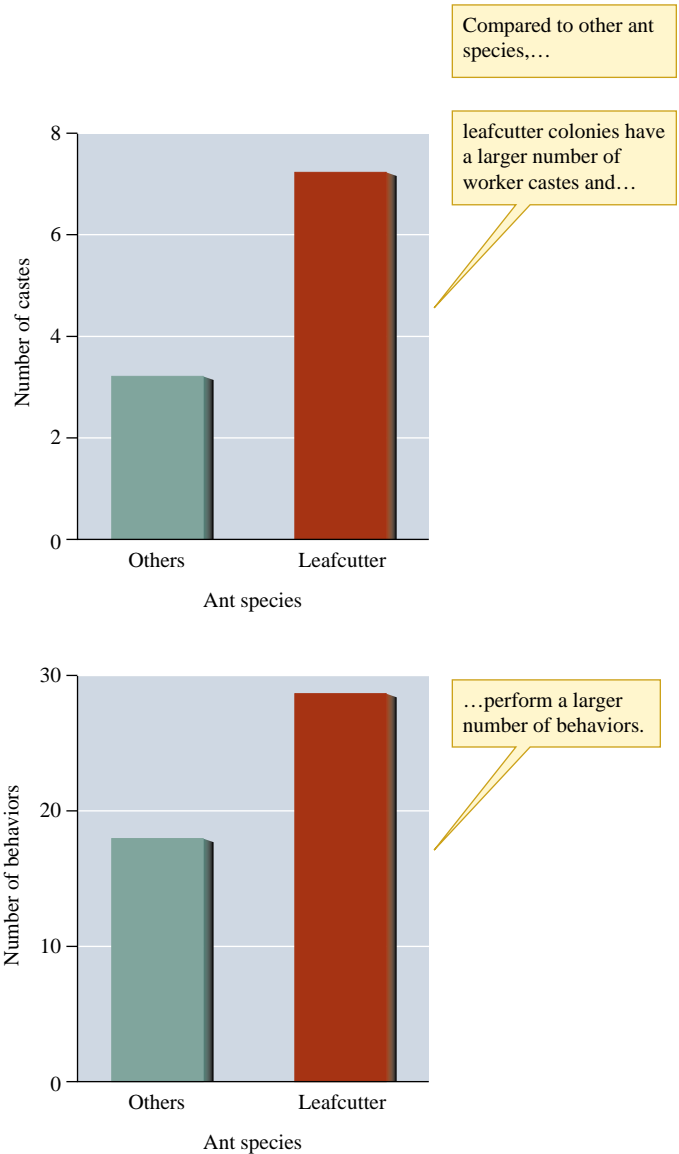 Compared to other ant
species,…
leafcutter colonies have
a larger number of
worker castes and…
8
6
4
2
0
Number of castes
Others
Leafcutter
Ant species
…perform a larger
number of behaviors.
30
20
10
0
Number of behaviors
Others
Leafcutter
Ant species